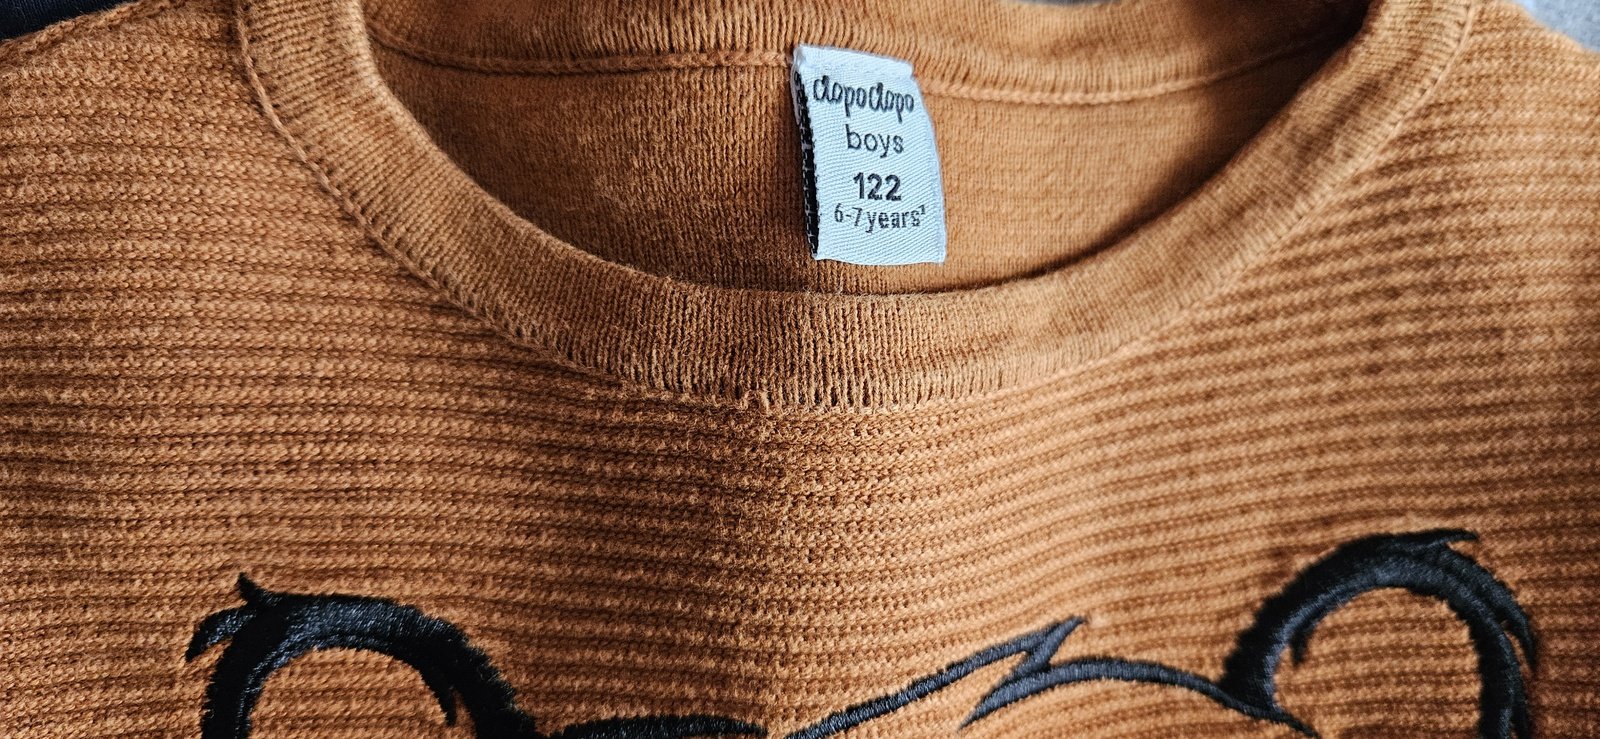 dopodopo
boys
122
6-7 years¹